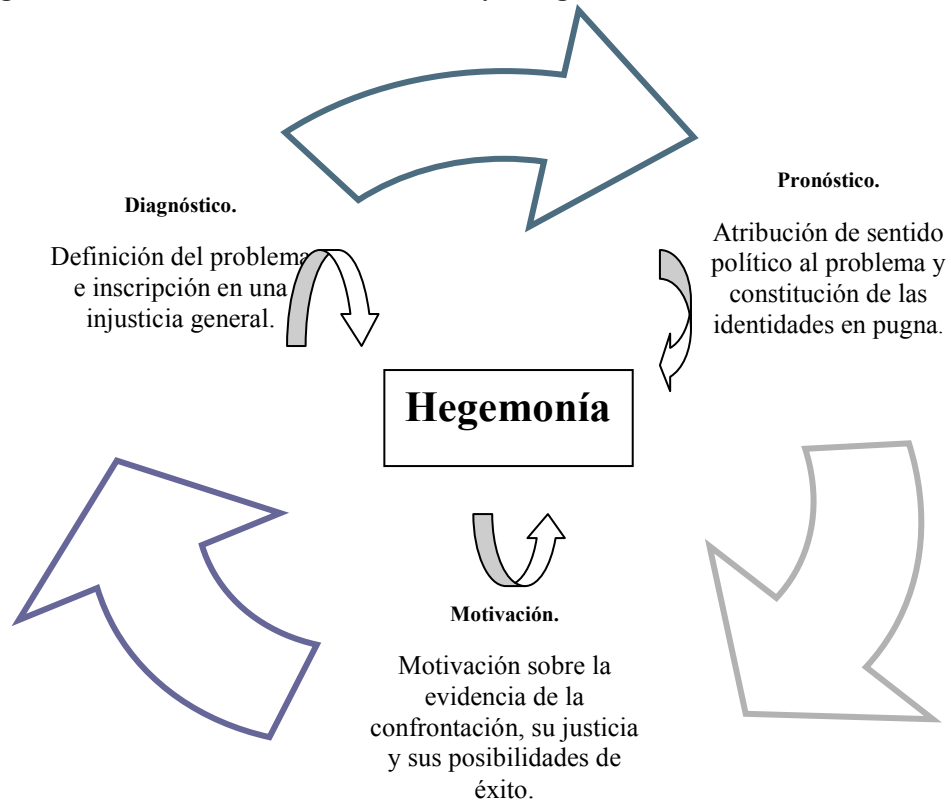 Diagnóstico.
Definición del problema
e inscripción en una
injusticia general.
Pronóstico.
Atribución de sentido
político al problema y
constitución de las
identidades en pugna.
Hegemonía
Motivación.
Motivación sobre la
evidencia de la
confrontación, su justicia
y sus posibilidades de
éxito.